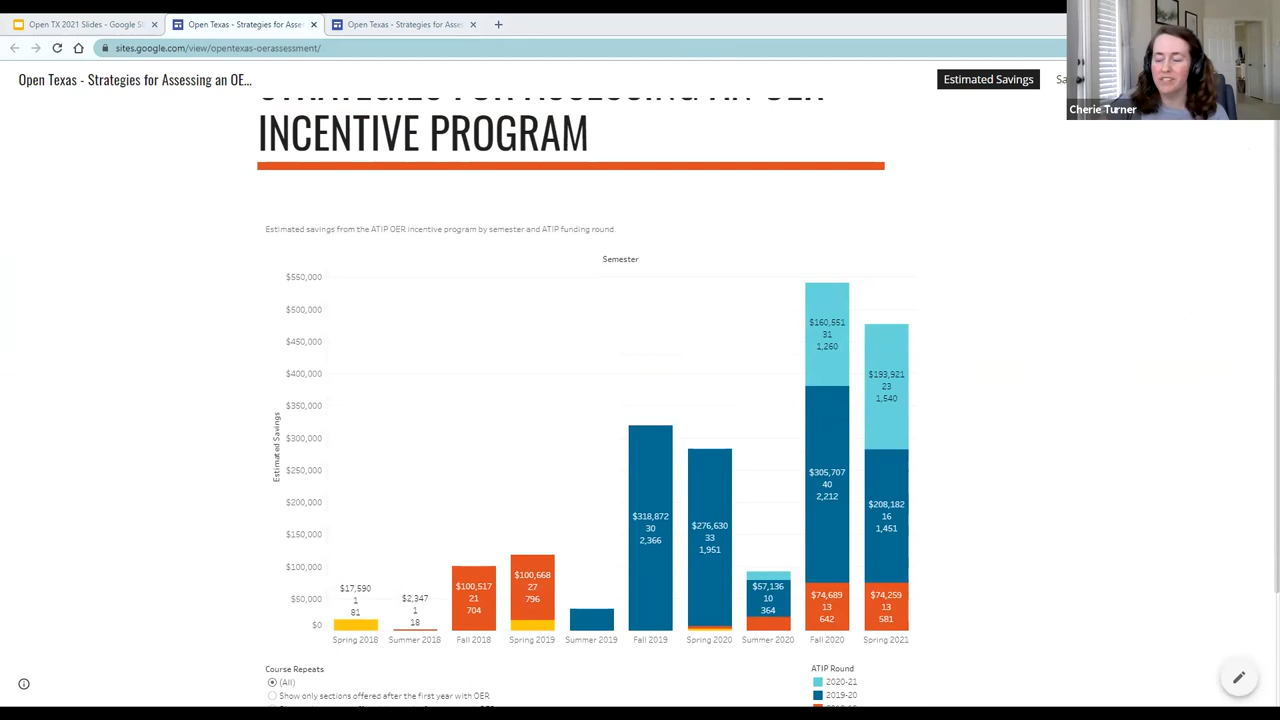 Open TX 2021 Slides - Google Sl
Open Texas - Strategies for Asses
Open Texas - Strategies for Asses
sites.google.com/view/opentexas-oerassessment/
Open Texas - Strategies for Assessing an OE...
Estimated Savings
Sa
Cherie Turner
STRATEGIES FOR ASSESSING AN OER
INCENTIVE PROGRAM
Estimated savings from the ATIP OER incentive program by semester and ATIP funding round.
Semester
Estimated Savings
$550,000
$500,000
$450,000
$400,000
$350,000
$300,000
$250,000
$200,000
$150,000
$100,000
$50,000
$0
$17,590
1
81
$2,347
1
18
$100,517
21
704
$100,668
27
796
$318,872
30
2,366
$276,630
33
1,951
$57,136
10
364
$160,551
31
1,260
$305,707
40
2,212
$74,689
13
642
$193,921
23
1,540
$208,182
16
1,451
$74,259
13
581
Spring 2018
Summer 2018
Fall 2018
Spring 2019
Summer 2019
Fall 2019
Spring 2020
Summer 2020
Fall 2020
Spring 2021
Course Repeats
(All)
Show only sections offered after the first year with OER
ATIP Round
2020-21
2019-20